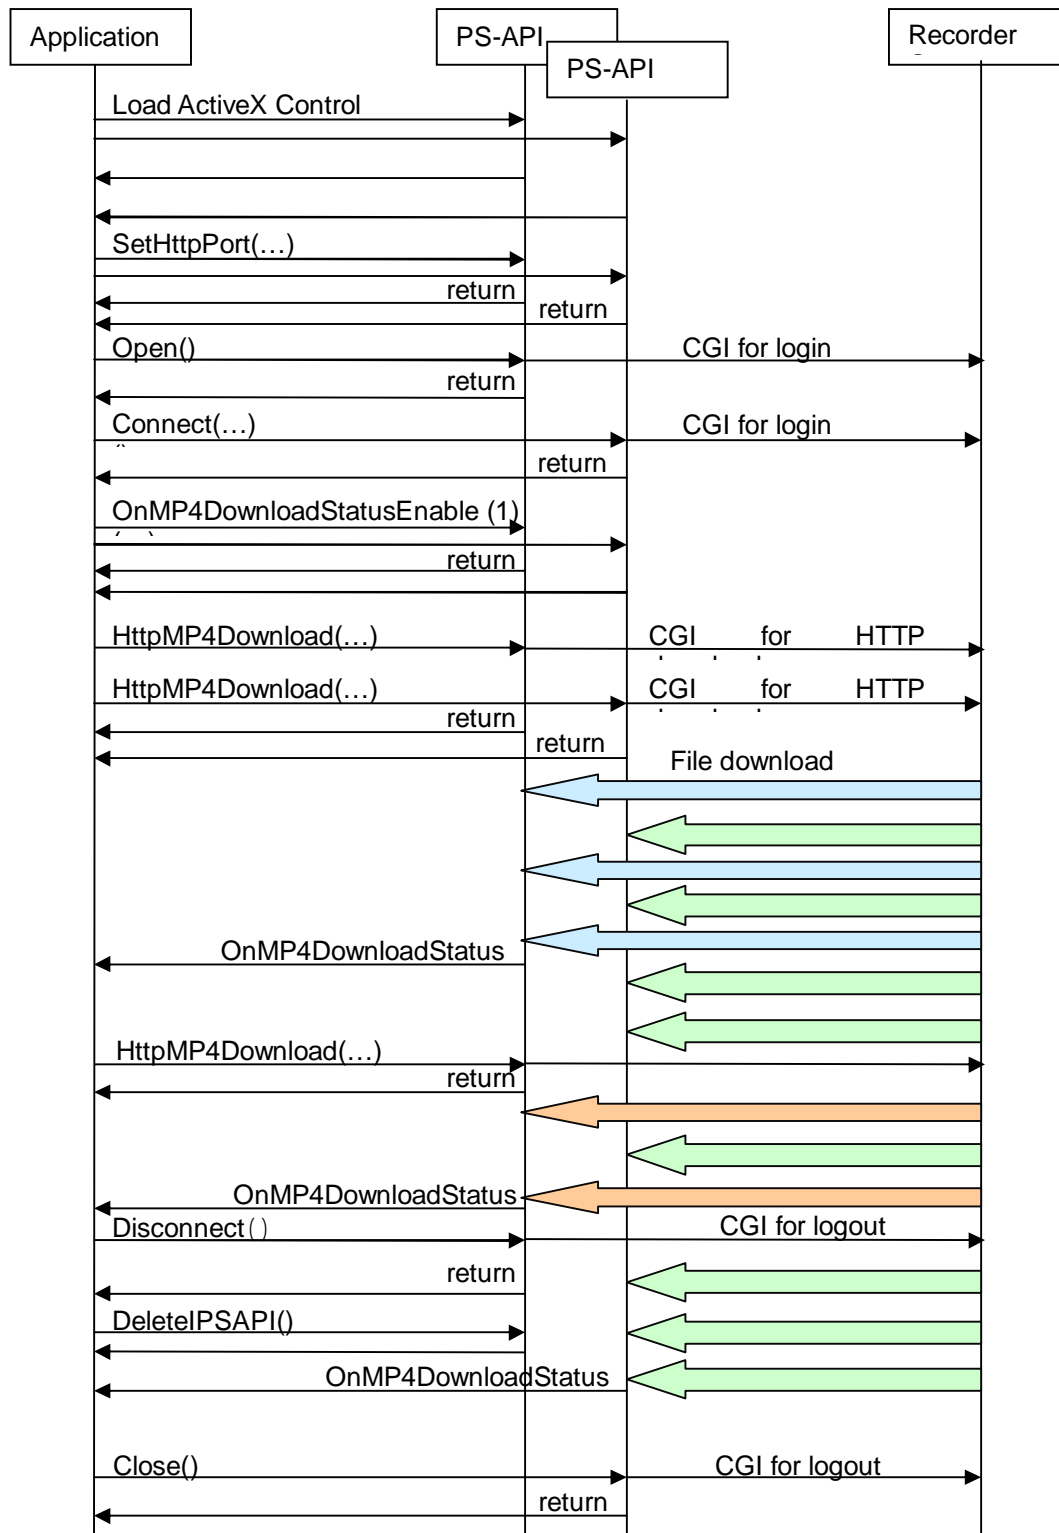 Application
PS-API
PS-API
Recorder
Load ActiveX Control
SetHttpPort(…)
return
return
Open()
CGI for login
return
Connect(…)
CGI for login
return
OnMP4DownloadStatusEnable (1)
return
HttpMP4Download(…)
CGI for HTTP
HttpMP4Download(…)
CGI for HTTP
return
return
File download
OnMP4DownloadStatus
HttpMP4Download(…)
return
OnMP4DownloadStatus
Disconnect()
CGI for logout
return
DeleteIPSAPI()
OnMP4DownloadStatus
Close()
CGI for logout
return